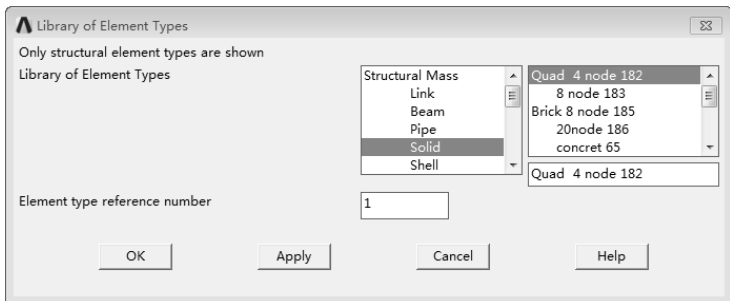 Library of Element Types
Only structural element types are shown
Library of Element Types
Structural Mass
Link
Beam
Pipe
Solid
Shell
Quad 4 node 182
8 node 183
Brick 8 node 185
20node 186
concret 65
Quad 4 node 182
Element type reference number
1
OK
Apply
Cancel
Help